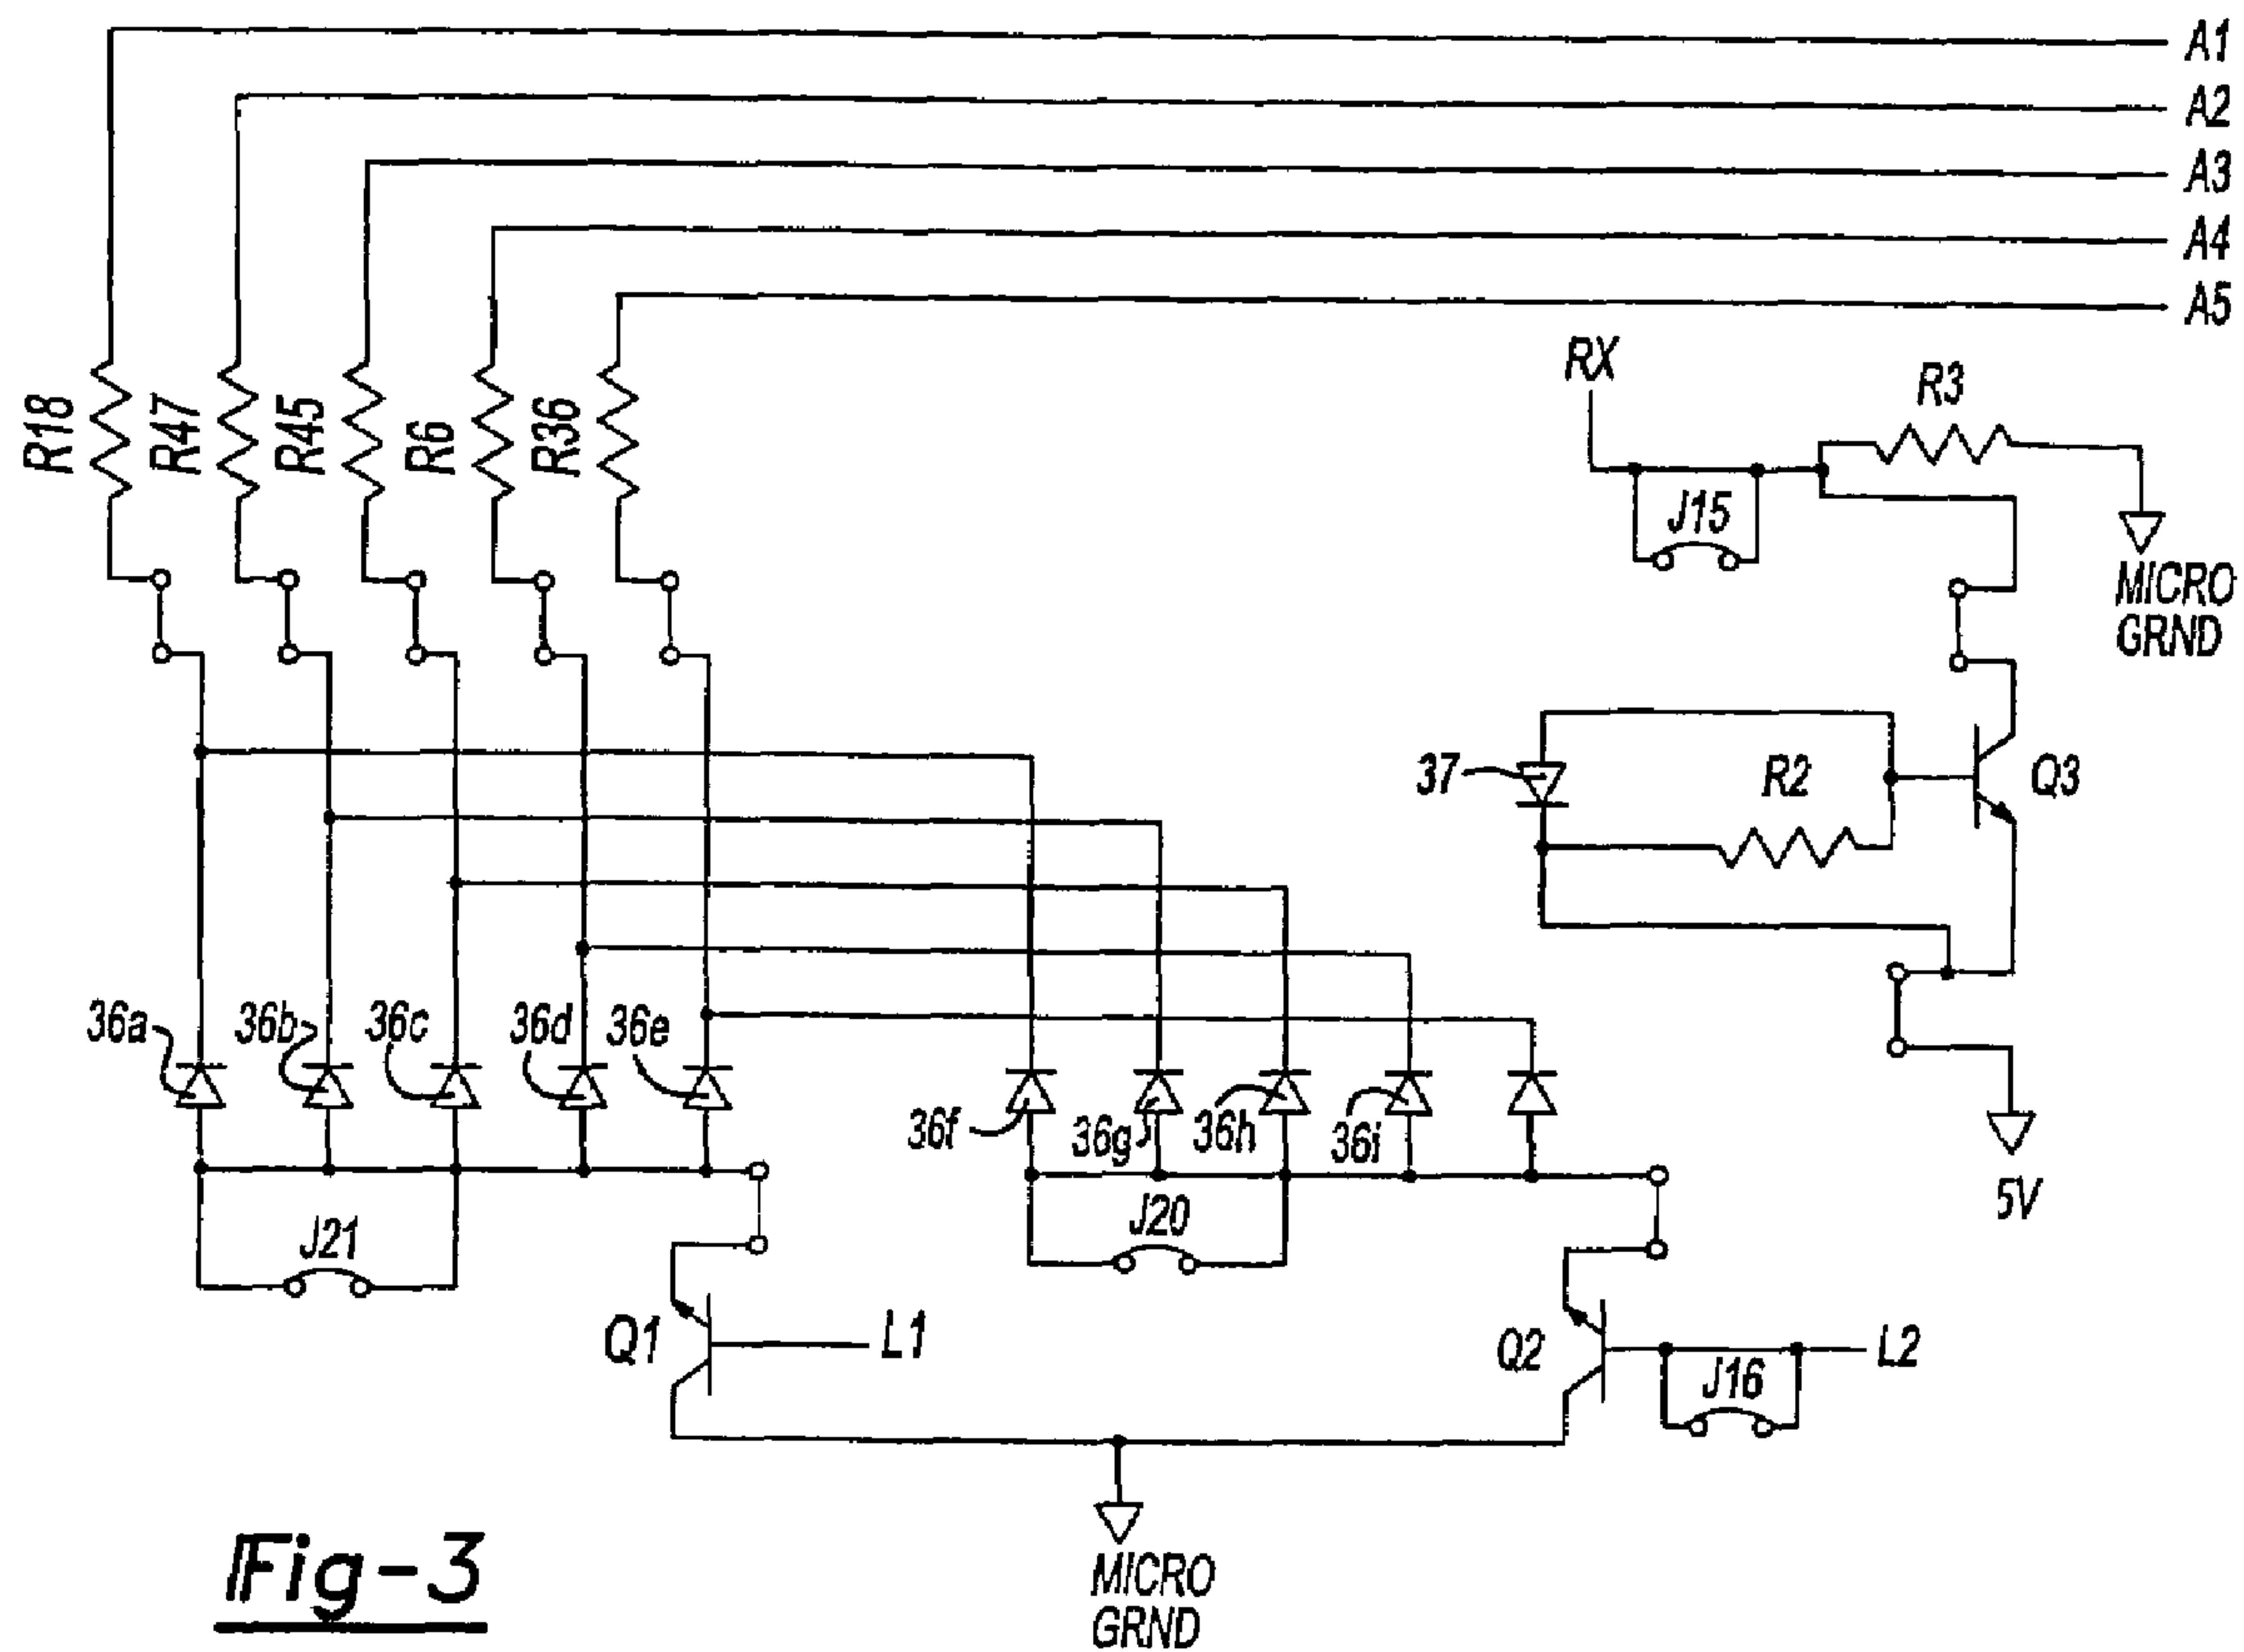 A1
A2
A3
A4
A5
RX
R3
R18
R47
R45
R6
R36
J15
MICRO
GRND
37
R2
Q3
36a
36b
36c
36d
36e
36f
36g
36h
36i
J21
J20
5V
Q1
L1
Q2
J16
L2
MICRO
GRND
Fig-3